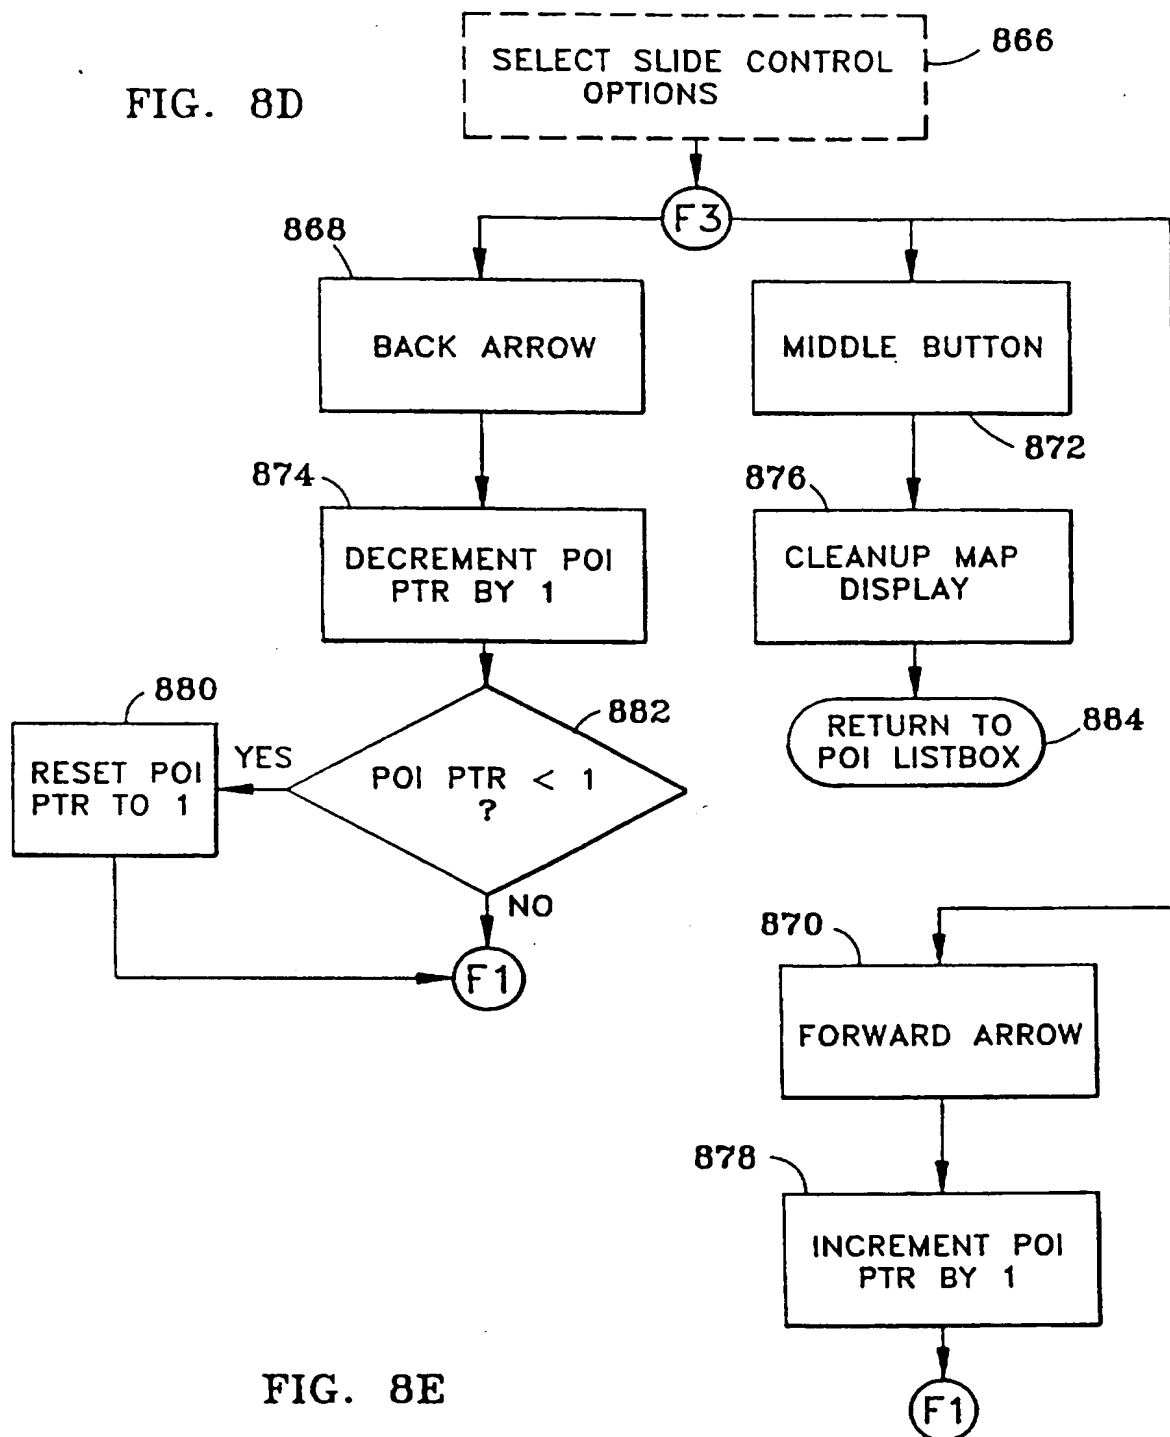 FIG. 8D
SELECT SLIDE CONTROL
OPTIONS
866
F3
868
BACK ARROW
MIDDLE BUTTON
872
874
DECREMENT POI
PTR BY 1
876
CLEANUP MAP
DISPLAY
880
RESET POI
PTR TO 1
YES
882
POI PTR < 1
?
RETURN TO
POI LISTBOX
884
NO
F1
870
FORWARD ARROW
878
INCREMENT POI
PTR BY 1
FIG. 8E
F1